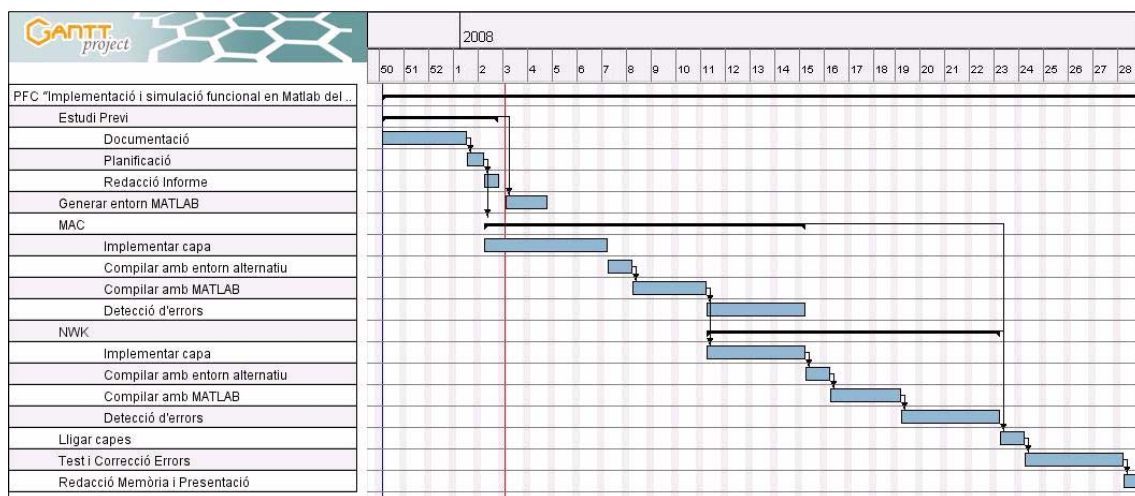 GANTT
project
2008
50 51 52 1 2 3 4 5 6 7 8 9 10 11 12 13 14 15 16 17 18 19 20 21 22 23 24 25 26 27 28
PFC "Implementació i simulació funcional en Matlab del ..
Estudi Previ
Documentació
Planificació
Redacció Informe
Generar entorn MATLAB
MAC
Implementar capa
Compilar amb entorn alternatiu
Compilar amb MATLAB
Detecció d'errors
NWK
Implementar capa
Compilar amb entorn alternatiu
Compilar amb MATLAB
Detecció d'errors
Lligar capes
Test i Correcció Errors
Redacció Memòria i Presentació